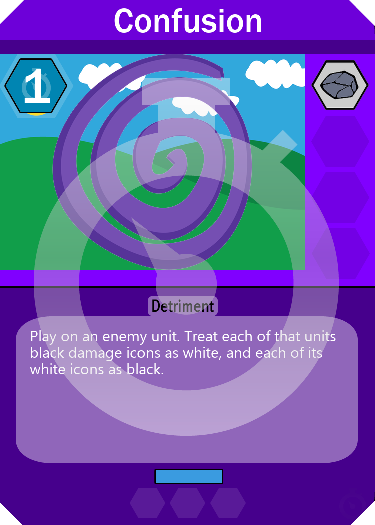 Confusion
1
Detriment
Play on an enemy unit. Treat each of that units
black damage icons as white, and each of its
white icons as black.